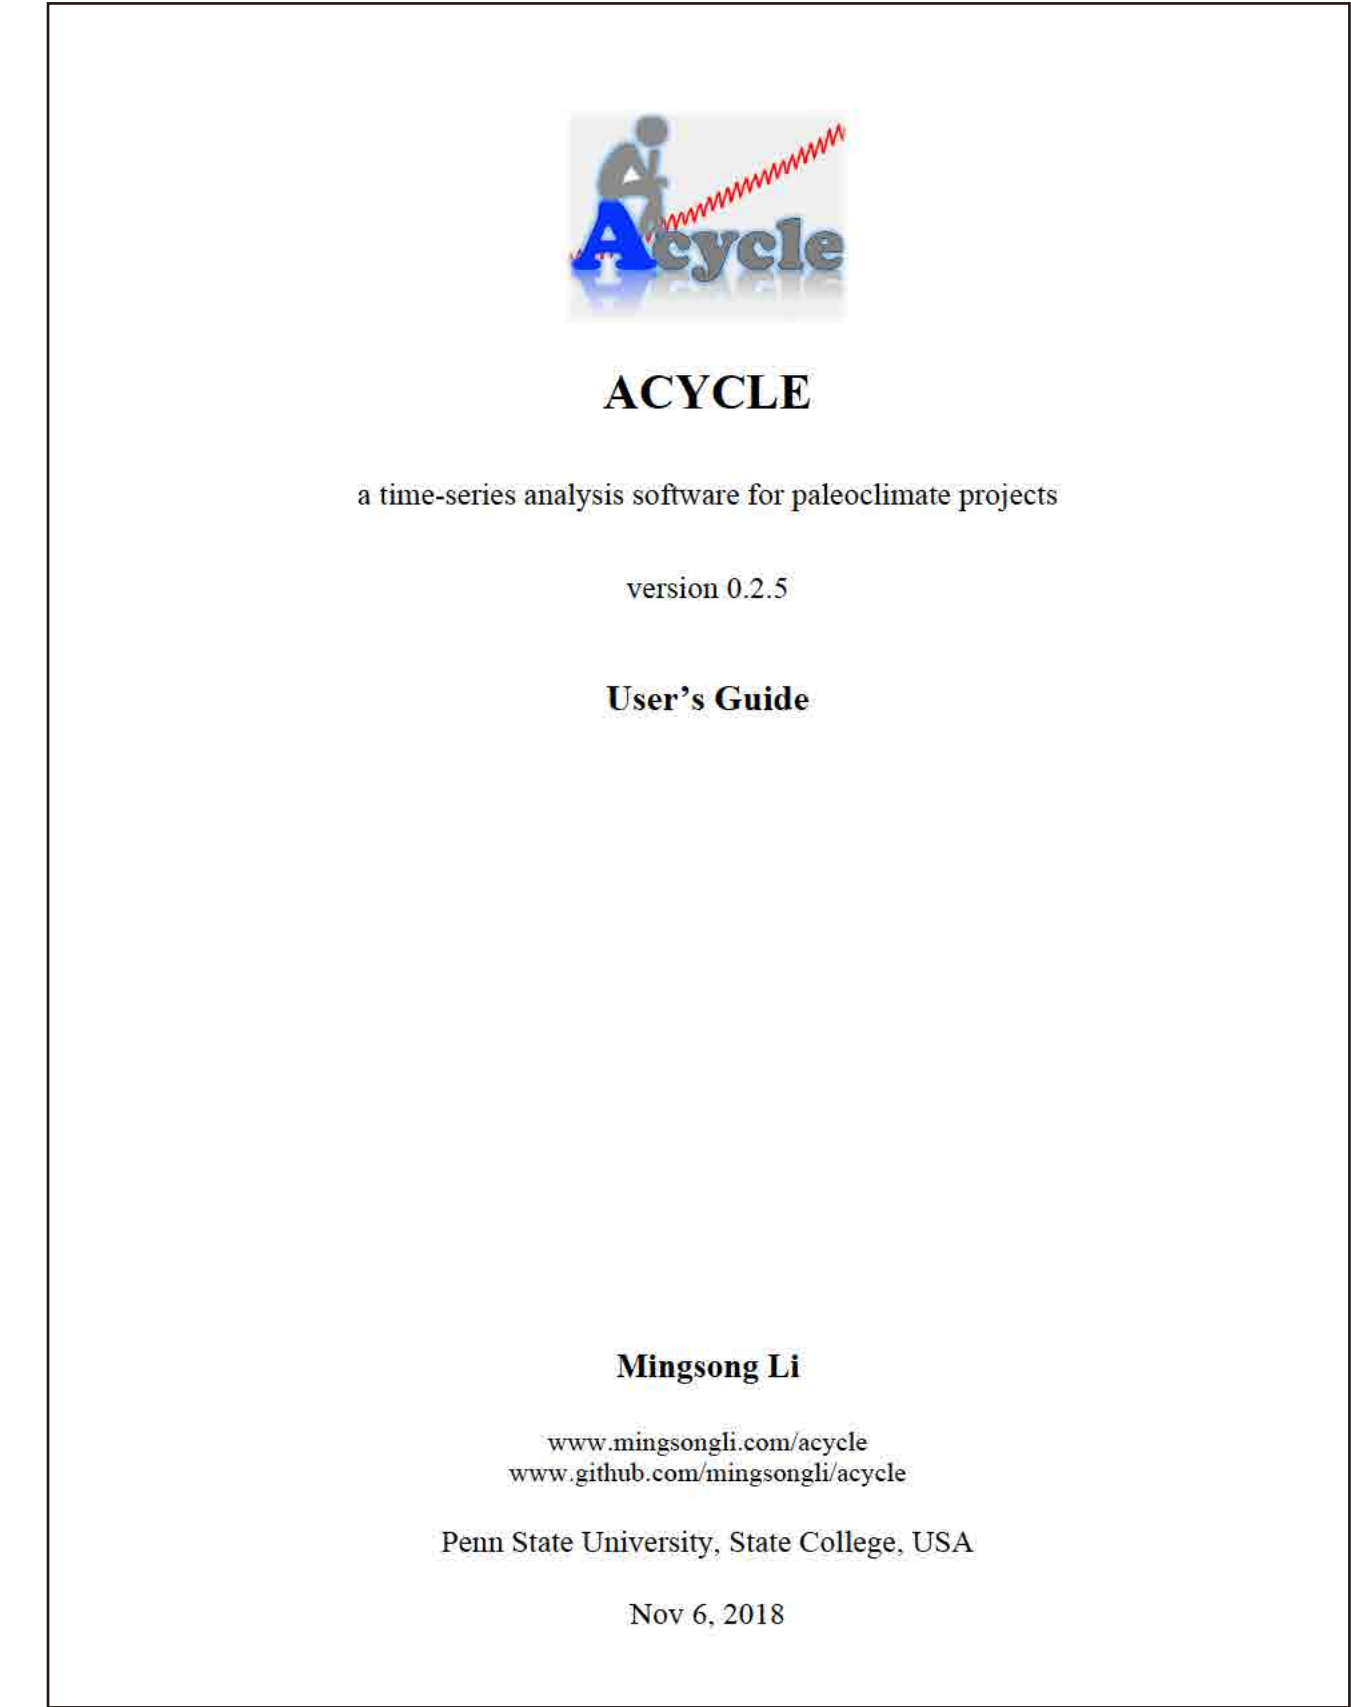 Acycle
ACYCLE
a time-series analysis software for paleoclimate projects
version 0.2.5
User’s Guide
Mingsong Li
www.mingsongli.com/acycle
www.github.com/mingsongli/acycle
Penn State University, State College, USA
Nov 6, 2018